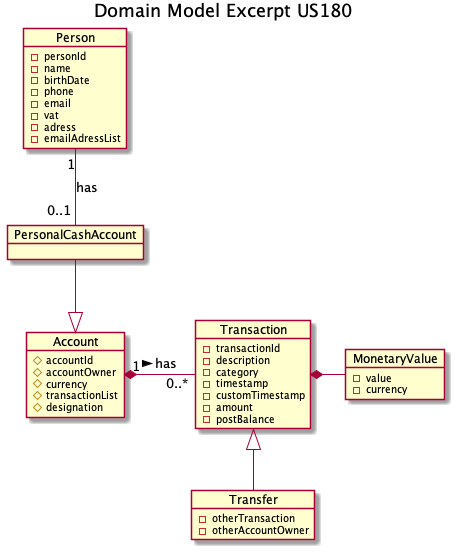 Domain Model Excerpt US180
Person
personId
name
birthDate
phone
email
vat
adress
emailAdressList
1
has
0..1
PersonalCashAccount
Account
accountId
accountOwner
currency
transactionList
designation
1 has
0..*
Transaction
transactionId
description
category
timestamp
customTimestamp
amount
postBalance
MonetaryValue
value
currency
Transfer
otherTransaction
otherAccountOwner